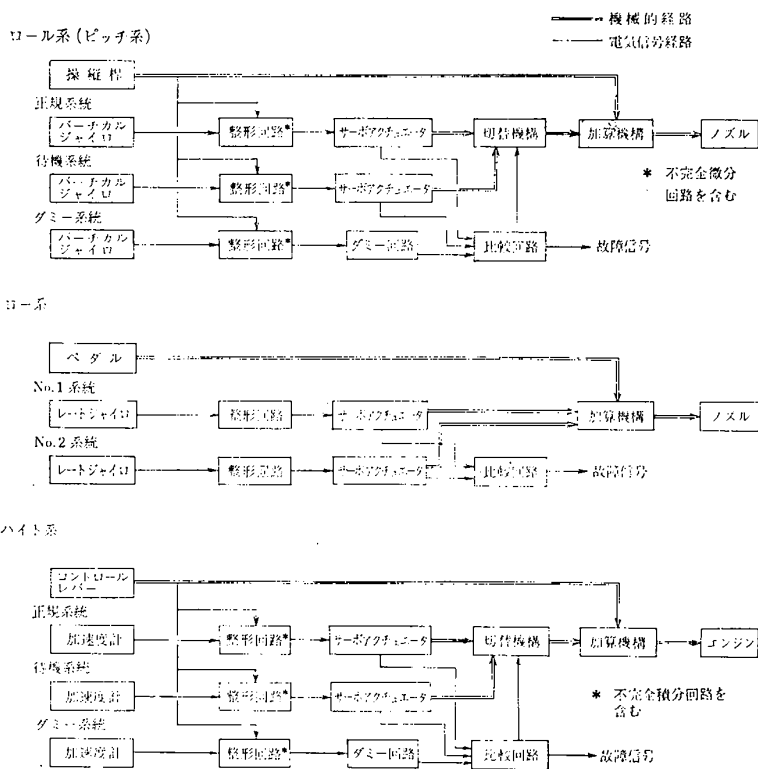 機械的経路
電気信号経路
ロール系(ピッチ系)
操縦桿
正規系統
バーチカル
ジャイロ
整形回路*
サーボアクチュエータ
切替機構
加算機構
ノズル
待機系統
バーチカル
ジャイロ
整形回路*
サーボアクチュエータ
* 不完全微分
回路を含む
ダミー系統
バーチカル
ジャイロ
整形回路*
ダミー回路
比較回路
故障信号
ヨー系
ペダル
No.1 系統
レートジャイロ
整形回路
サーボアクチュエータ
加算機構
ノズル
No.2 系統
レートジャイロ
整形回路
サーボアクチュエータ
比較回路
故障信号
ハイト系
コントロール
レバー
正規系統
加速度計
整形回路*
サーボアクチュエータ
切替機構
加算機構
エンジン
待機系統
加速度計
整形回路*
サーボアクチュエータ
* 不完全積分回路を
含む
ダミー系統
加速度計
整形回路*
ダミー回路
比較回路
故障信号